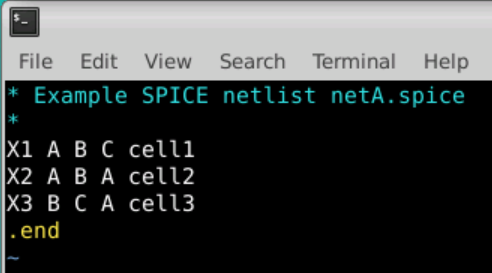 $_
File Edit View Search Terminal Help
* Example SPICE netlist netA.spice
*
X1 A B C cell1
X2 A B A cell2
X3 B C A cell3
.end
~